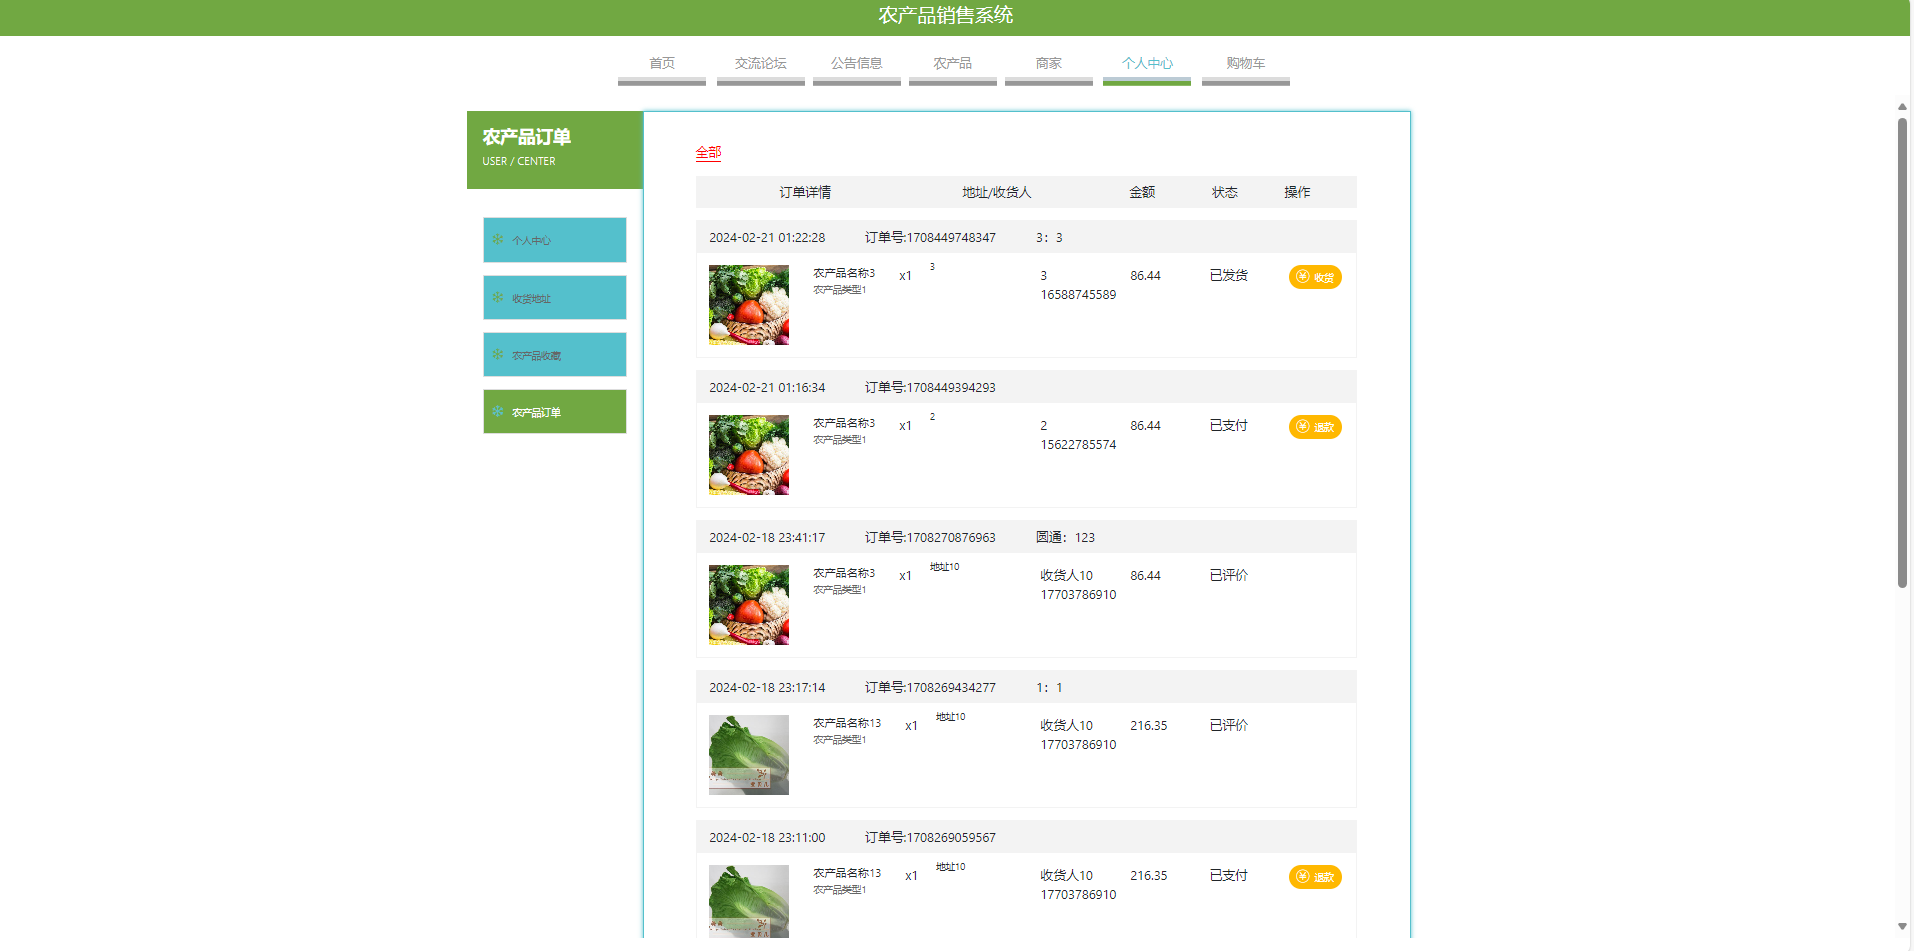 农产品销售系统
首页 交流论坛 公告信息 农产品 商家 个人中心 购物车
农产品订单
USER / CENTER
个人中心
收货地址
农产品收藏
农产品订单
全部
订单详情 地址/收货人 金额 状态 操作
2024-02-21 01:22:28 订单号:1708449748347 3：3
农产品名称3 x1 3 3 86.44 已发货 收货
农产品类型1 16588745589
2024-02-21 01:16:34 订单号:1708449394293
农产品名称3 x1 2 2 86.44 已支付 退款
农产品类型1 15622785574
2024-02-18 23:41:17 订单号:1708270876963 圆通：123
农产品名称3 x1 地址10 收货人10 86.44 已评价
农产品类型1 17703786910
2024-02-18 23:17:14 订单号:1708269434277 1：1
农产品名称13 x1 地址10 收货人10 216.35 已评价
农产品类型1 17703786910
2024-02-18 23:11:00 订单号:1708269059567
农产品名称13 x1 地址10 收货人10 216.35 已支付 退款
农产品类型1 17703786910